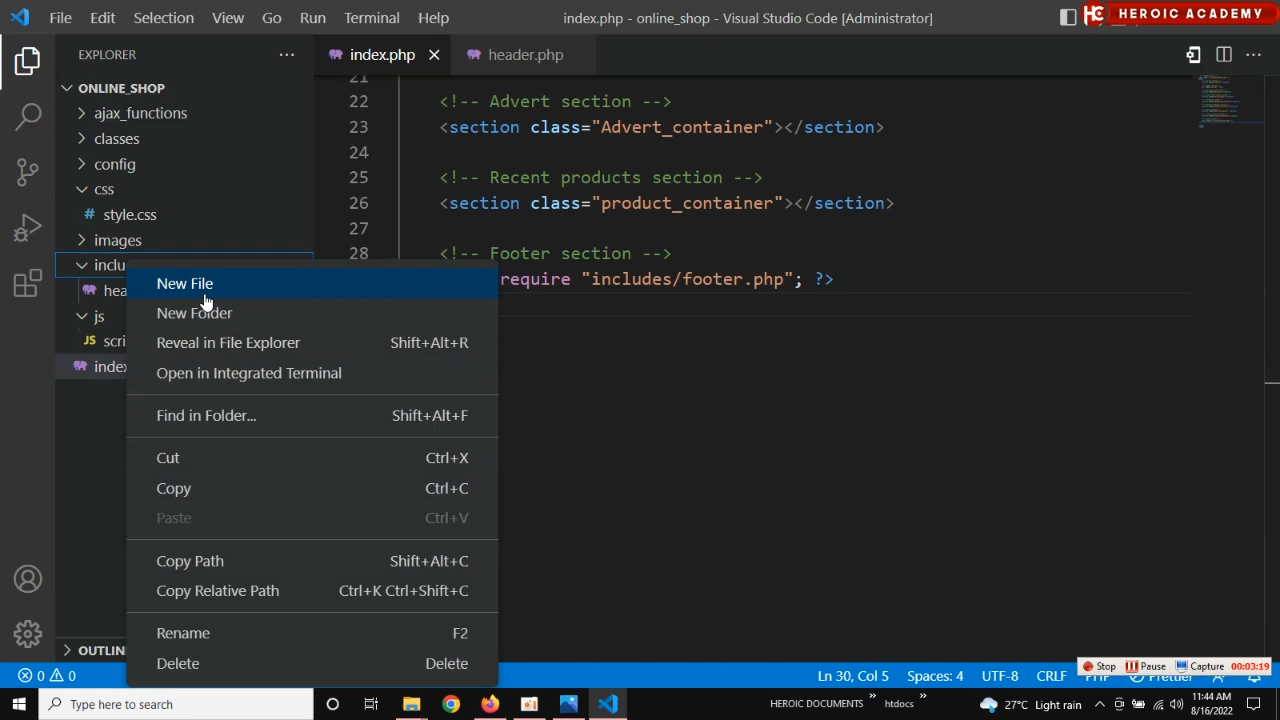 File Edit Selection View Go Run Terminal Help index.php - online_shop - Visual Studio Code [Administrator] HC HEROIC ACADEMY
EXPLORER
index.php
header.php
ONLINE_SHOP
ajax_functions
classes
config
css
# style.css
images
inclu
hea
js
JS scri
index
OUTLIN
21
22 <!-- Advert section -->
23 <section class="Advert_container"></section>
24
25 <!-- Recent products section -->
26 <section class="product_container"></section>
27
28 <!-- Footer section -->
require "includes/footer.php"; ?>
New File
New Folder
Reveal in File Explorer Shift+Alt+R
Open in Integrated Terminal
Find in Folder... Shift+Alt+F
Cut Ctrl+X
Copy Ctrl+C
Paste Ctrl+V
Copy Path Shift+Alt+C
Copy Relative Path Ctrl+K Ctrl+Shift+C
Rename F2
Delete Delete
Stop Pause Capture 00:03:19
0 0 Ln 30, Col 5 Spaces: 4 UTF-8 CRLF PHP Prettier
Type here to search
HEROIC DOCUMENTS » htdocs »
27°C Light rain
11:44 AM
8/16/2022